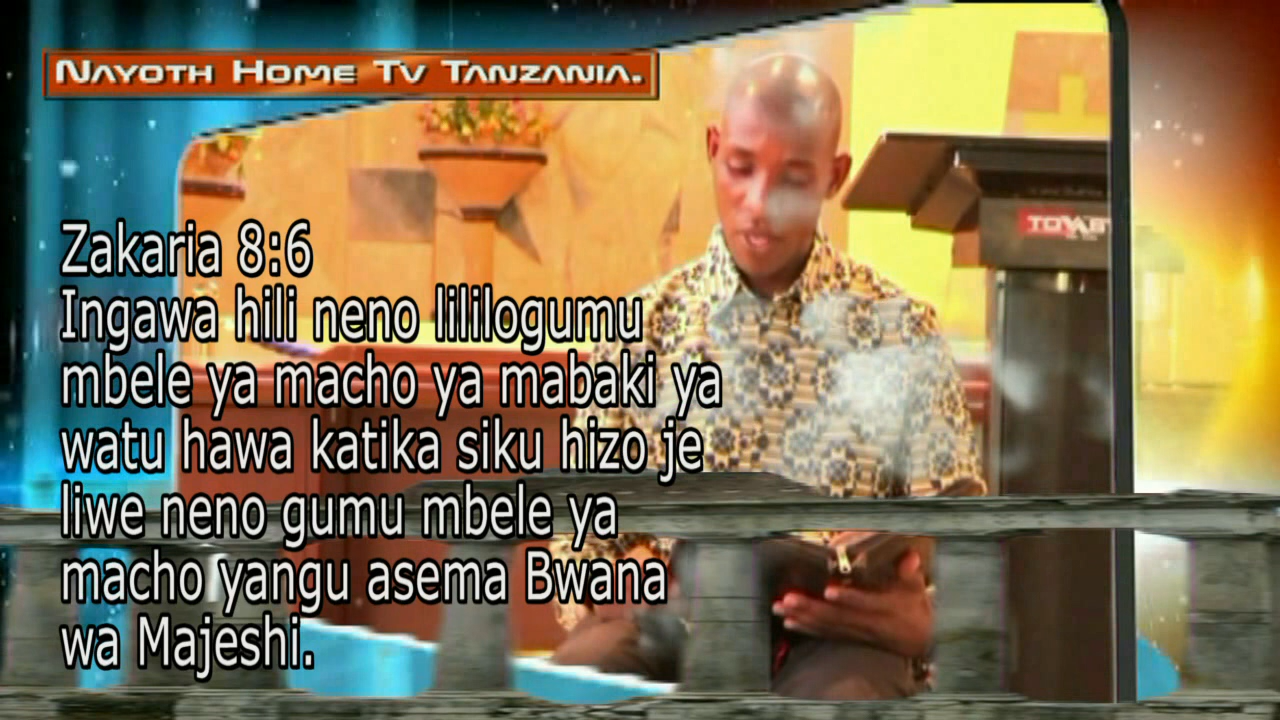 NAYOTH HOME TV TANZANIA.
Zakaria 8:6
Ingawa hili neno lililogumu
mbele ya macho ya mabaki ya
watu hawa katika siku hizo je
liwe neno gumu mbele ya
macho yangu asema Bwana
wa Majeshi.